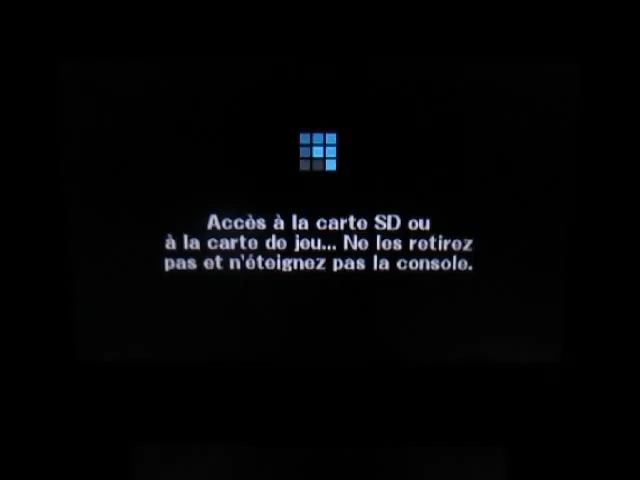 Accès à la carte SD ou
à la carte de jeu... Ne les retirez
pas et n'éteignez pas la console.